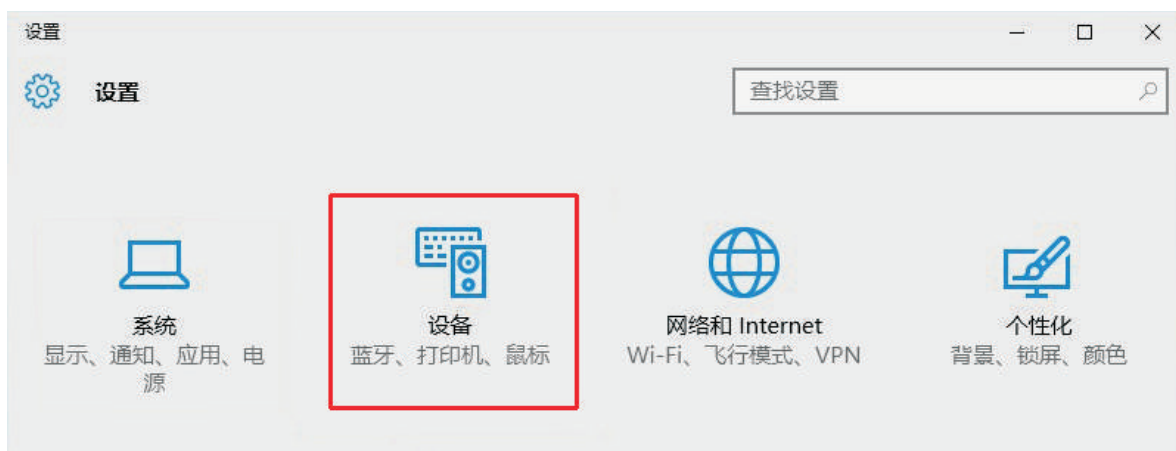 设置
设置
查找设置
系统
显示、通知、应用、电
源
设备
蓝牙、打印机、鼠标
网络和 Internet
Wi-Fi、飞行模式、VPN
个性化
背景、锁屏、颜色